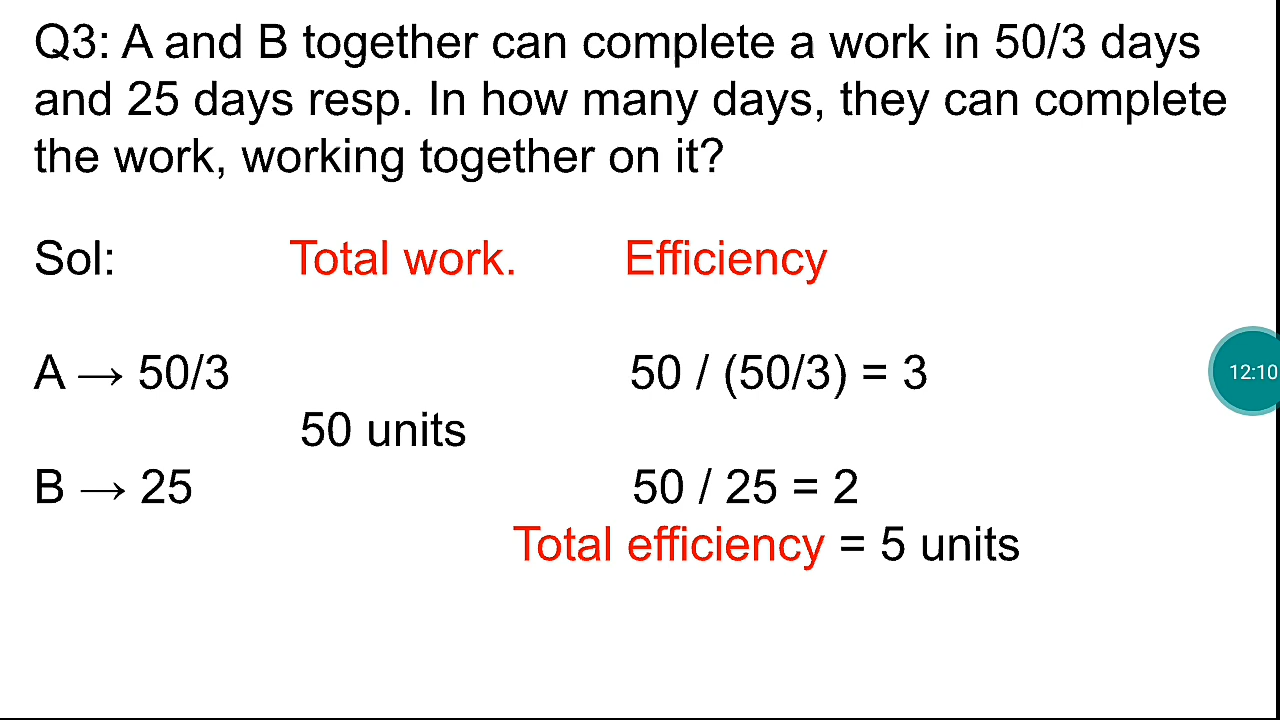 Q3: A and B together can complete a work in 50/3 days
and 25 days resp. In how many days, they can complete
the work, working together on it?
Sol: Total work. Efficiency
A → 50/3 50 / (50/3) = 3
50 units
B → 25 50 / 25 = 2
Total efficiency = 5 units
12:10